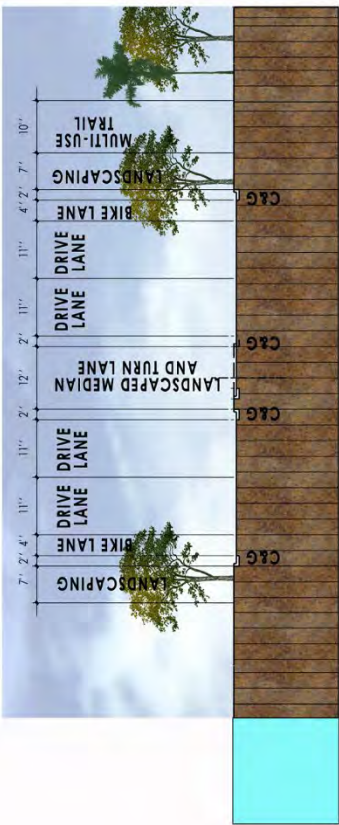 10''
MULTI-USE
TRAIL
7''
LANDSCAPING
2''
C&G
4''
BIKE LANE
11''
DRIVE
LANE
11''
DRIVE
LANE
2''
C&G
12''
LANDSCAPED MEDIAN
AND TURN LANE
2''
C&G
11''
DRIVE
LANE
11''
DRIVE
LANE
4''
BIKE LANE
2''
C&G
7''
LANDSCAPING